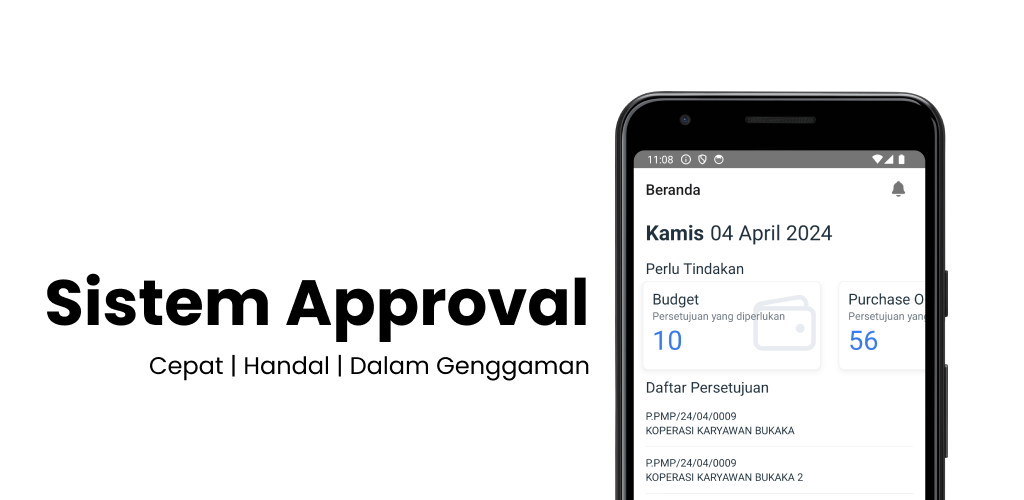 Sistem Approval
Cepat | Handal | Dalam Genggaman
11:08
Beranda
Kamis 04 April 2024
Perlu Tindakan
Budget
Persetujuan yang diperlukan
10
Purchase O
Persetujuan yang
56
Daftar Persetujuan
P.PMP/24/04/0009
KOPERASI KARYAWAN BUKAKA
P.PMP/24/04/0009
KOPERASI KARYAWAN BUKAKA 2